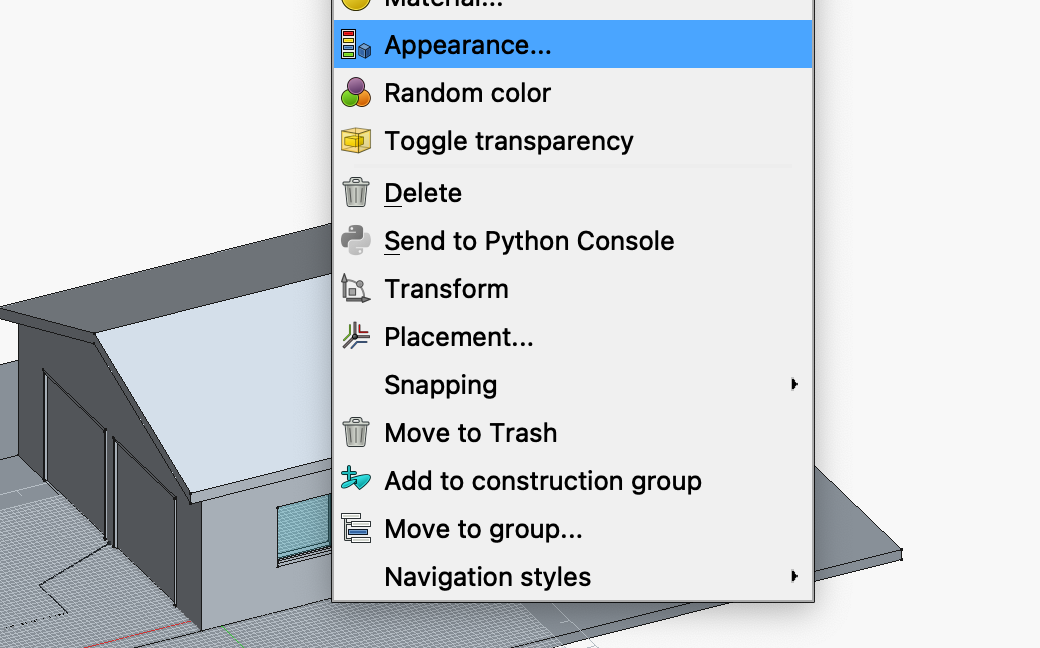 Material...
Appearance...
Random color
Toggle transparency
Delete
Send to Python Console
Transform
Placement...
Snapping
Move to Trash
Add to construction group
Move to group...
Navigation styles